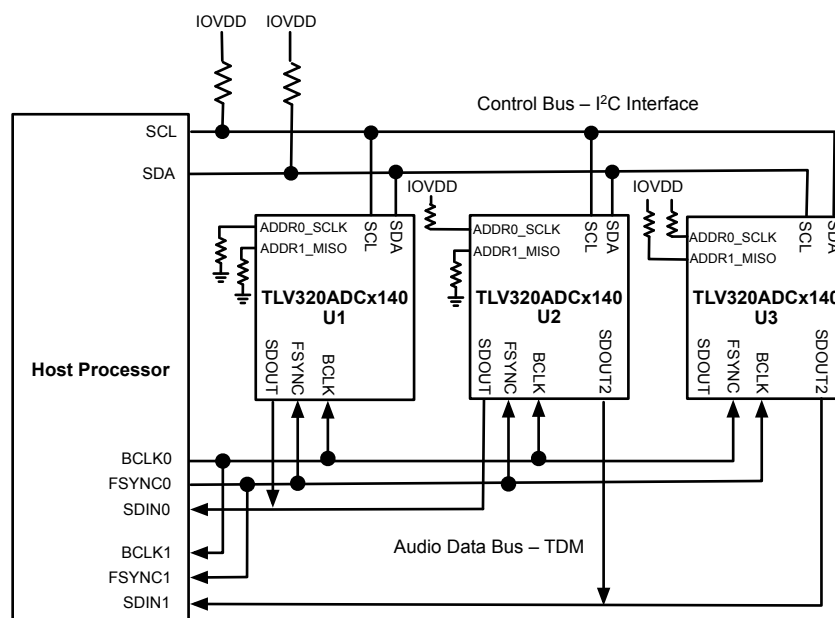 IOVDD IOVDD
Control Bus – I²C Interface
SCL
SDA
IOVDD
IOVDD
ADDR0_SCLK
ADDR1_MISO
SCL
SDA
TLV320ADCx140
U1
SDOUT
FSYNC
BCLK
ADDR0_SCLK
ADDR1_MISO
SCL
SDA
TLV320ADCx140
U2
SDOUT
FSYNC
BCLK
SDOUT2
ADDR0_SCLK
ADDR1_MISO
SCL
SDA
TLV320ADCx140
U3
SDOUT
FSYNC
BCLK
SDOUT2
Host Processor
BCLK0
FSYNC0
SDIN0
BCLK1
FSYNC1
SDIN1
Audio Data Bus – TDM